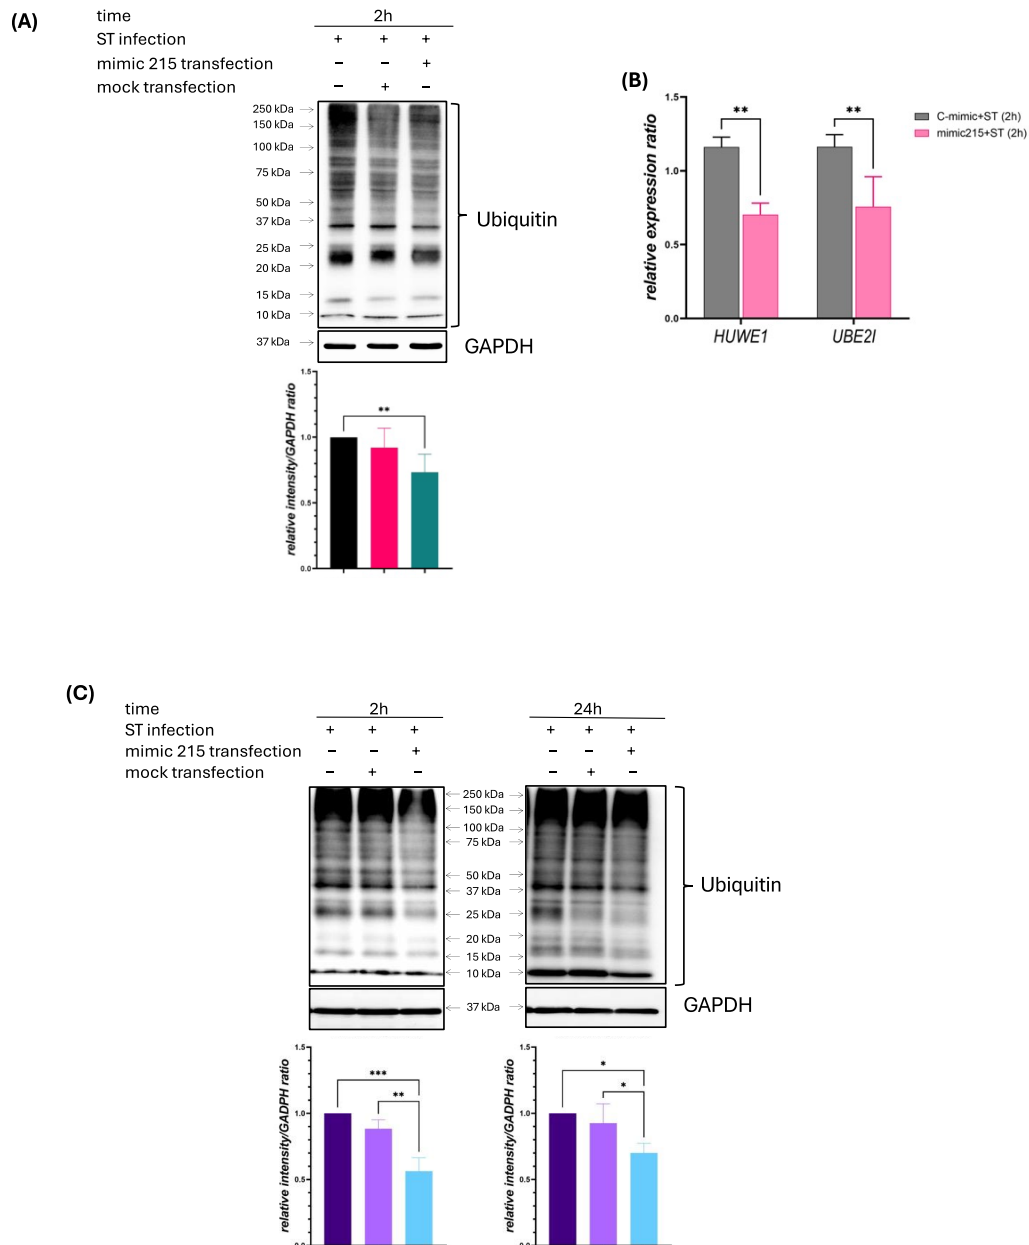 (A)
time 2h
ST infection + + +
mimic 215 transfection – – +
mock transfection – + –
250 kDa
150 kDa
100 kDa
75 kDa
50 kDa
37 kDa
25 kDa
20 kDa
15 kDa
10 kDa
Ubiquitin
37 kDa
GAPDH
relative intensity/GAPDH ratio
1.5
1.0
0.5
0.0
**
(B)
relative expression ratio
1.5
1.0
0.5
0.0
** **
HUWE1 UBE2I
C-mimic+ST (2h)
mimic215+ST (2h)
(C)
time 2h 24h
ST infection + + + + + +
mimic 215 transfection – – + – – +
mock transfection – + – – + –
250 kDa
150 kDa
100 kDa
75 kDa
50 kDa
37 kDa
25 kDa
20 kDa
15 kDa
10 kDa
Ubiquitin
37 kDa
GAPDH
relative intensity/GADPH ratio
1.5
1.0
0.5
0.0
***
**
relative intensity/GADPH ratio
1.5
1.0
0.5
0.0
*
*